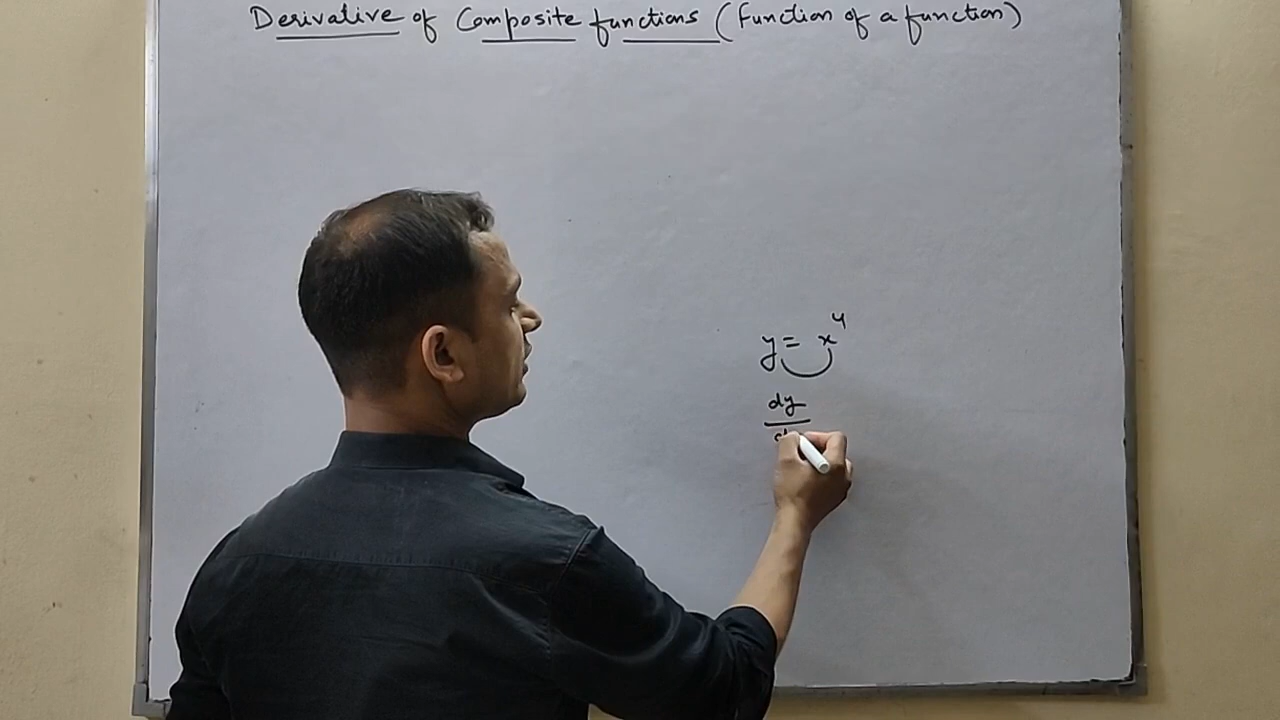 Derivative of Composite functions (function of a function)
y = x⁴
dy
d